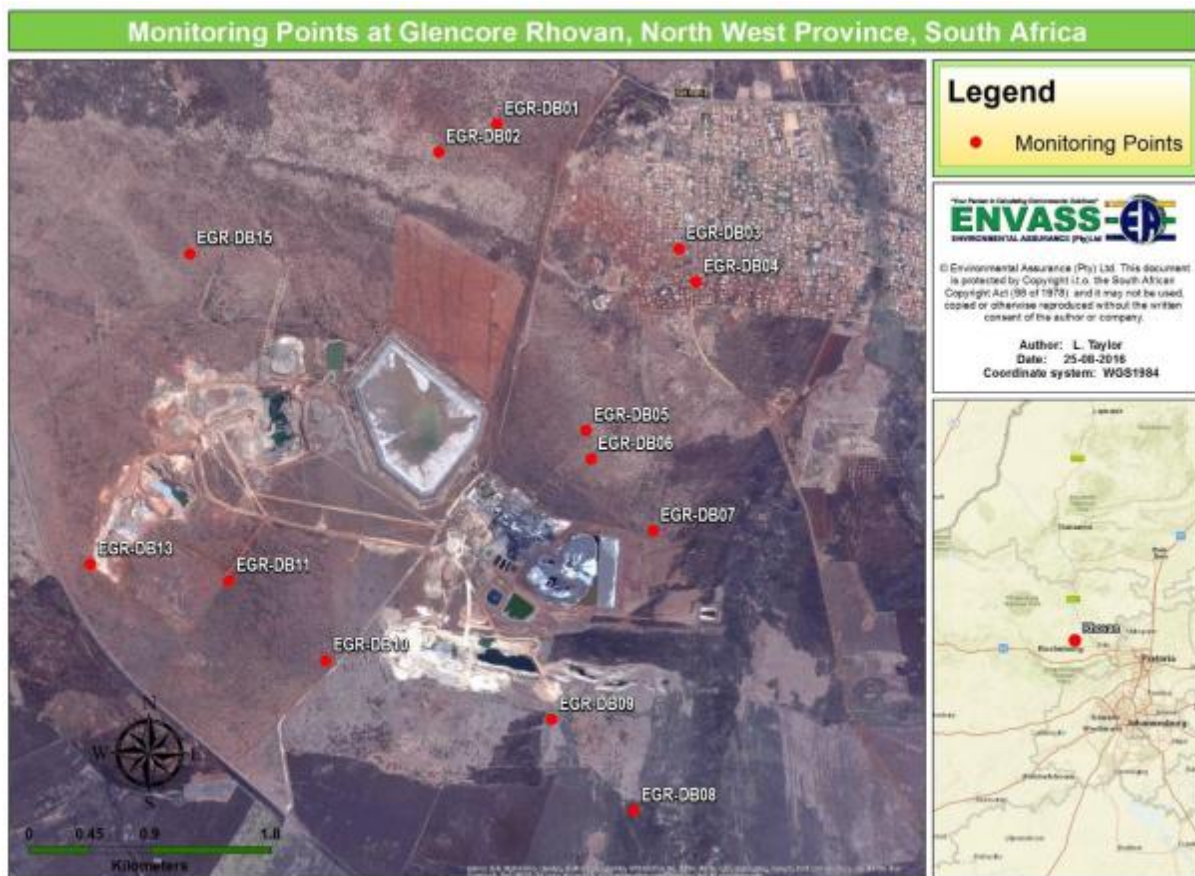 Monitoring Points at Glencore Rhovan, North West Province, South Africa
EGR-DB01
EGR-DB02
EGR-DB15
EGR-DB03
EGR-DB04
EGR-DB05
EGR-DB06
EGR-DB07
EGR-DB13
EGR-DB11
EGR-DB10
EGR-DB09
EGR-DB08
N
W
E
S
0 0.45 0.9 1.8
Kilometers
Legend
Monitoring Points
ENVASS EA
ENVIRONMENTAL ASSURANCE (Pty) Ltd
© Environmental Assurance (Pty) Ltd. This document
is protected by Copyright i.t.o. the South African
Copyright Act (98 of 1978) and it may not be used,
copied or otherwise reproduced without the written
consent of the author or company.
Author: L. Taylor
Date: 25-08-2016
Coordinate system: WGS1984
Rhovan
Rustenburg
Pretoria
Johannesburg